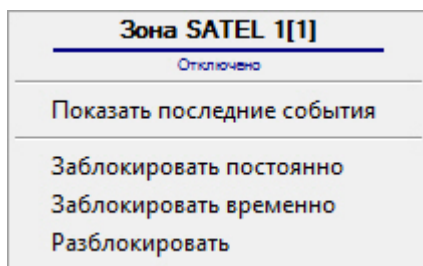 Зона SATEL 1[1]
Отключено
Показать последние события
Заблокировать постоянно
Заблокировать временно
Разблокировать